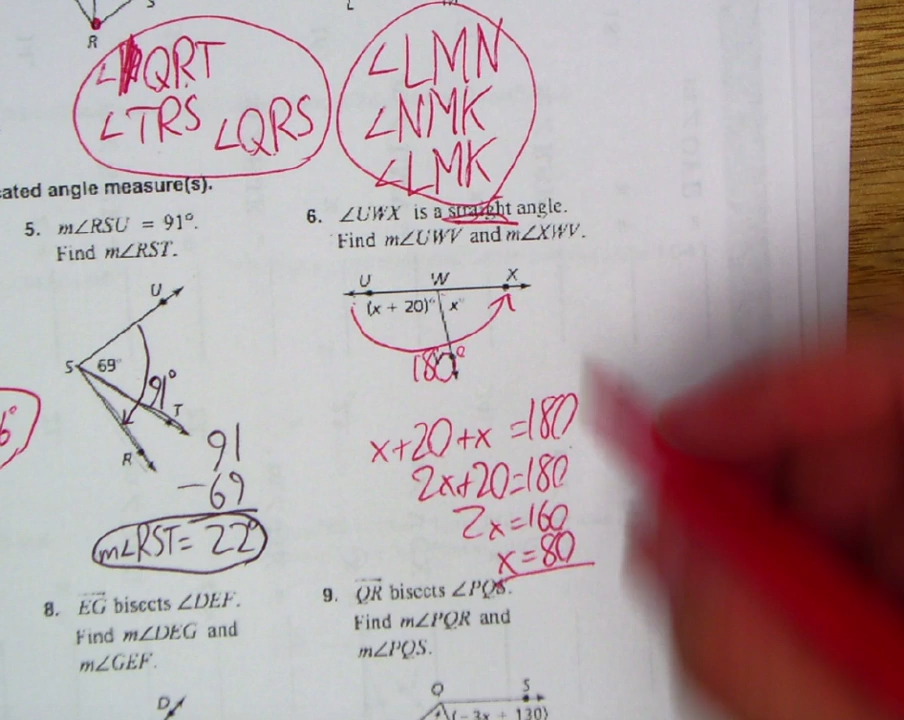 R
∠QRT
∠TRS ∠QRS
∠LMN
∠NMK
∠LMK
cated angle measure(s).
5. m∠RSU = 91°.
Find m∠RST.
U
S 69°
91°
T
R
91
-69
m∠RST = 22°
6. ∠UWX is a straight angle.
Find m∠UWV and m∠XWV.
U W X
(x + 20)° x°
180°
x+20+x =180
2x+20=180
2x=160
x=80
8. EG bisects ∠DEF.
Find m∠DEG and
m∠GEF.
D
9. QR bisects ∠PQS.
Find m∠PQR and
m∠PQS.
Q S
(-3x + 130)